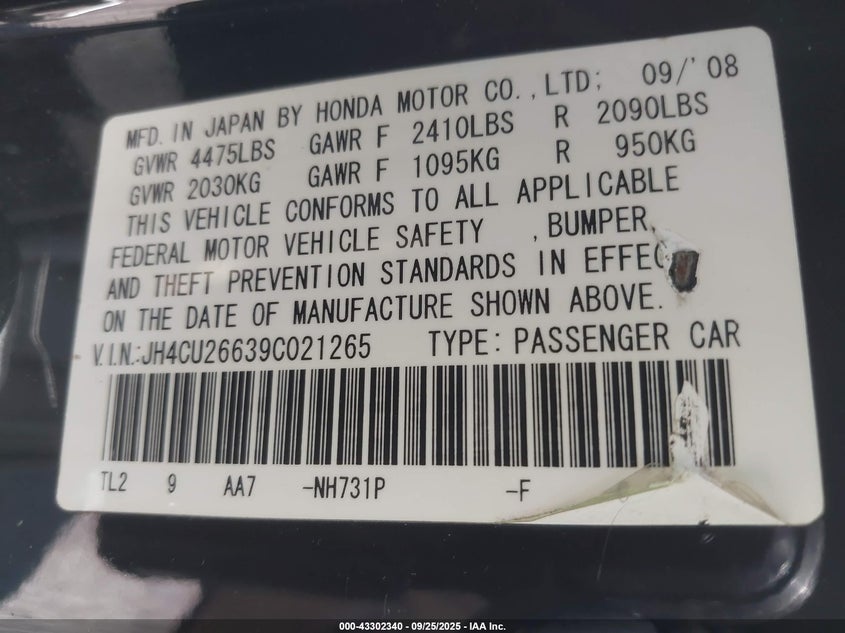 MFD. IN JAPAN BY HONDA MOTOR CO., LTD; 09/'08
GVWR 4475LBS GAWR F 2410LBS R 2090LBS
GVWR 2030KG GAWR F 1095KG R 950KG
THIS VEHICLE CONFORMS TO ALL APPLICABLE
FEDERAL MOTOR VEHICLE SAFETY , BUMPER,
AND THEFT PREVENTION STANDARDS IN EFFEC
ON THE DATE OF MANUFACTURE SHOWN ABOVE.
V.I.N.:JH4CU26639C021265 TYPE: PASSENGER CAR
TL2 9 AA7 -NH731P -F
000-43302340 - 09/25/2025 - IAA Inc.